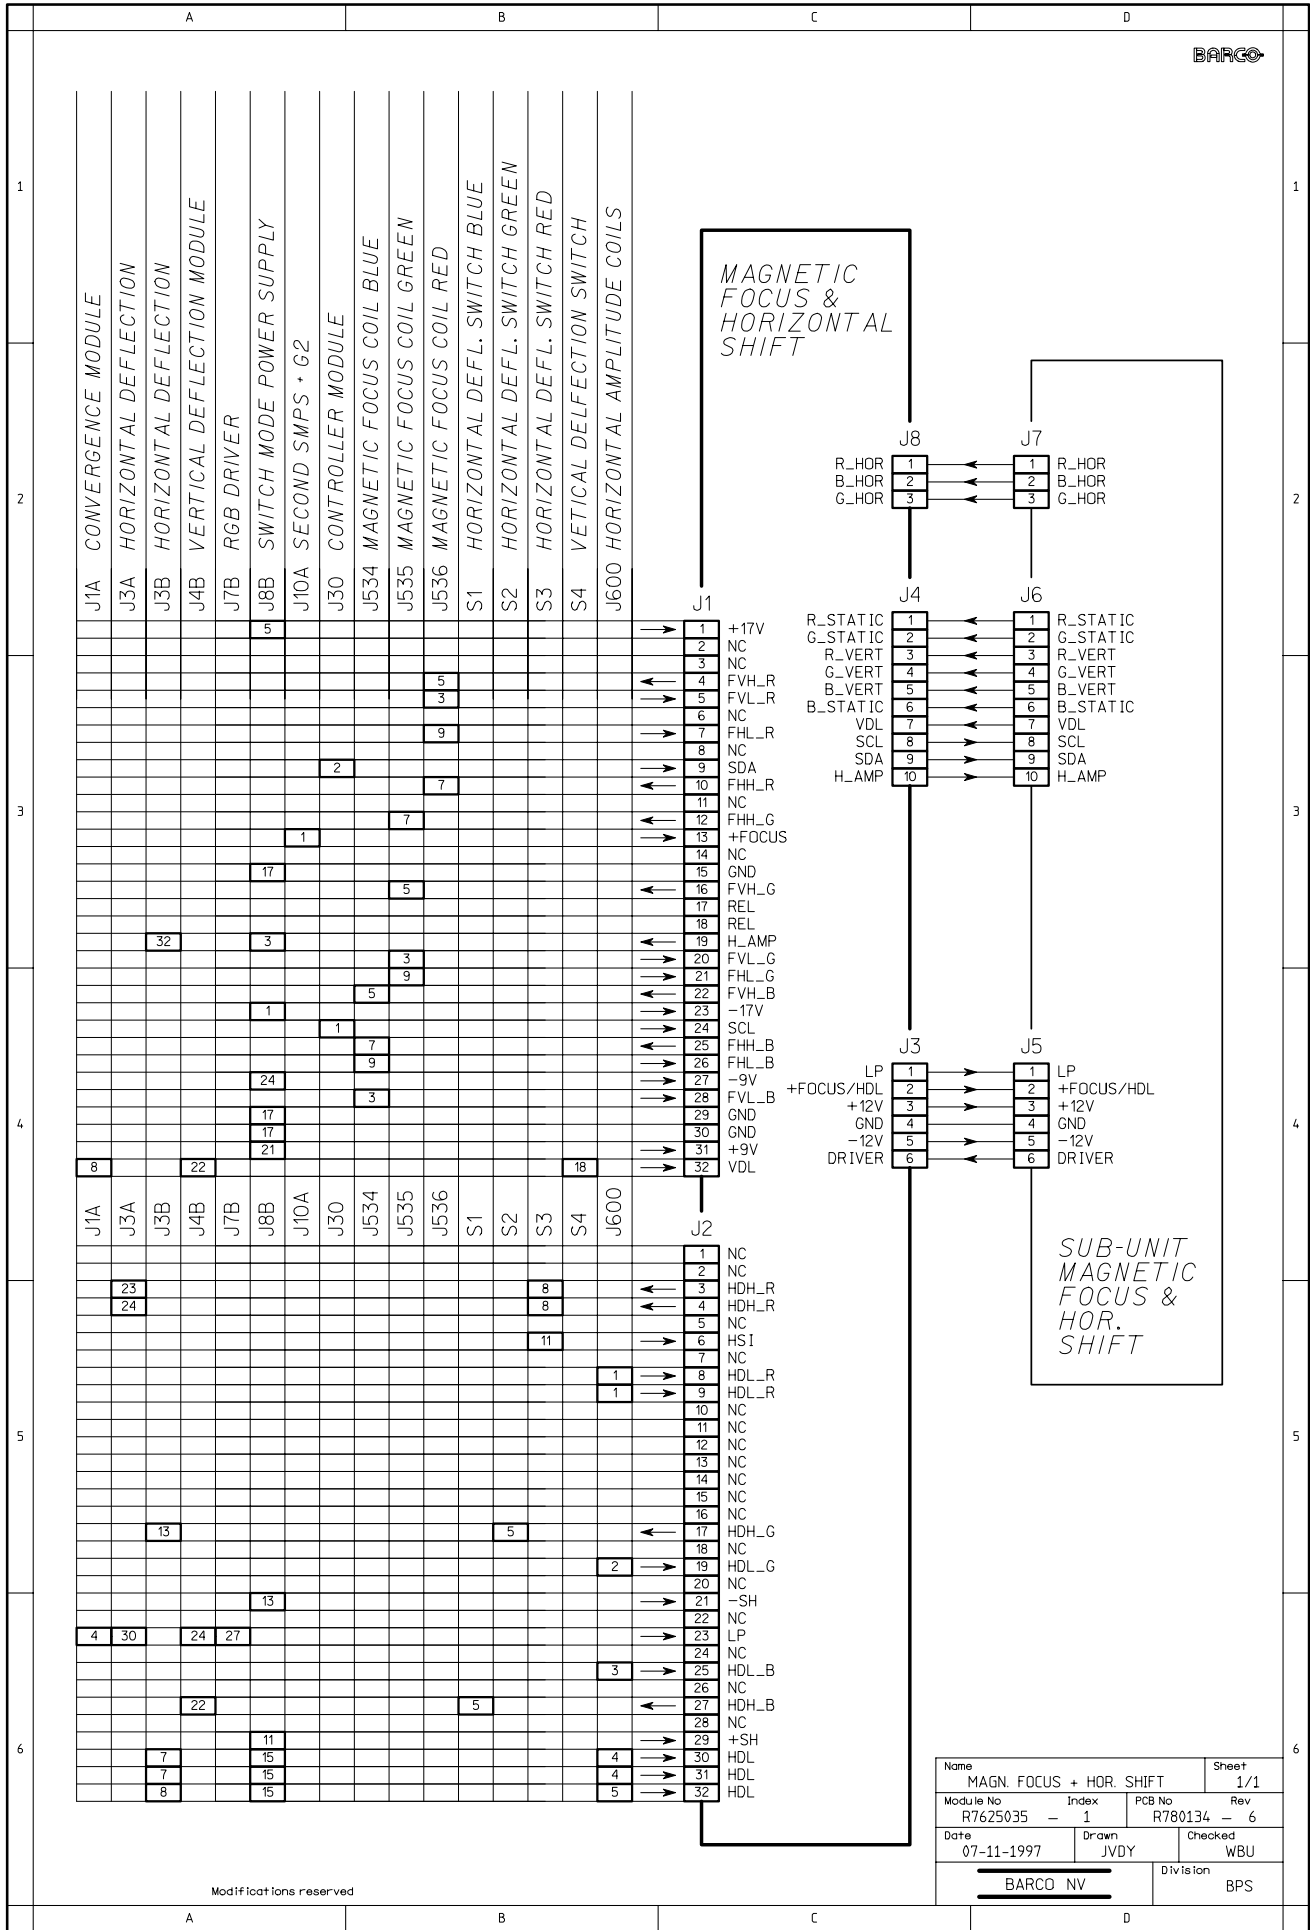 A B C D
BARCO
1 1
J1A CONVERGENCE MODULE
J3A HORIZONTAL DEFLECTION
J3B HORIZONTAL DEFLECTION
J4B VERTICAL DEFLECTION MODULE
J7B RGB DRIVER
J8B SWITCH MODE POWER SUPPLY
J10A SECOND SMPS + G2
J30 CONTROLLER MODULE
J534 MAGNETIC FOCUS COIL BLUE
J535 MAGNETIC FOCUS COIL GREEN
J536 MAGNETIC FOCUS COIL RED
S1 HORIZONTAL DEFL. SWITCH BLUE
S2 HORIZONTAL DEFL. SWITCH GREEN
S3 HORIZONTAL DEFL. SWITCH RED
S4 VETICAL DELFECTION SWITCH
J600 HORIZONTAL AMPLITUDE COILS
MAGNETIC
FOCUS &
HORIZONTAL
SHIFT
2 2
J8 J7
R_HOR 1 1 R_HOR
B_HOR 2 2 B_HOR
G_HOR 3 3 G_HOR
J4 J6
R_STATIC 1 1 R_STATIC
G_STATIC 2 2 G_STATIC
R_VERT 3 3 R_VERT
G_VERT 4 4 G_VERT
B_VERT 5 5 B_VERT
B_STATIC 6 6 B_STATIC
VDL 7 7 VDL
SCL 8 8 SCL
SDA 9 9 SDA
H_AMP 10 10 H_AMP
3 3
J3 J5
LP 1 1 LP
+FOCUS/HDL 2 2 +FOCUS/HDL
+12V 3 3 +12V
GND 4 4 GND
-12V 5 5 -12V
DRIVER 6 6 DRIVER
4 4
J1
5 1 +17V
2 NC
3 NC
5 4 FVH_R
3 5 FVL_R
6 NC
9 7 FHL_R
8 NC
2 9 SDA
7 10 FHH_R
11 NC
7 12 FHH_G
1 13 +FOCUS
14 NC
17 15 GND
5 16 FVH_G
17 REL
18 REL
32 3 19 H_AMP
3 20 FVL_G
9 21 FHL_G
5 22 FVH_B
1 23 -17V
1 24 SCL
7 25 FHH_B
9 26 FHL_B
24 27 -9V
3 28 FVL_B
17 29 GND
17 30 GND
21 31 +9V
8 22 18 32 VDL
J1A J3A J3B J4B J7B J8B J10A J30 J534 J535 J536 S1 S2 S3 S4 J600
J2
1 NC
2 NC
23 8 3 HDH_R
24 8 4 HDH_R
5 NC
11 6 HSI
7 NC
1 8 HDL_R
1 9 HDL_R
10 NC
11 NC
12 NC
13 NC
14 NC
15 NC
16 NC
13 5 17 HDH_G
18 NC
2 19 HDL_G
20 NC
13 21 -SH
22 NC
4 30 24 27 23 LP
24 NC
3 25 HDL_B
26 NC
22 5 27 HDH_B
28 NC
11 29 +SH
7 15 4 30 HDL
7 15 4 31 HDL
8 15 5 32 HDL
SUB-UNIT
MAGNETIC
FOCUS &
HOR.
SHIFT
5 5
6 6
Name Sheet
MAGN. FOCUS + HOR. SHIFT 1/1
Module No Index PCB No Rev
R7625035 - 1 R780134 - 6
Date Drawn Checked
07-11-1997 JVDY WBU
BARCO NV Division
BPS
Modifications reserved
A B C D